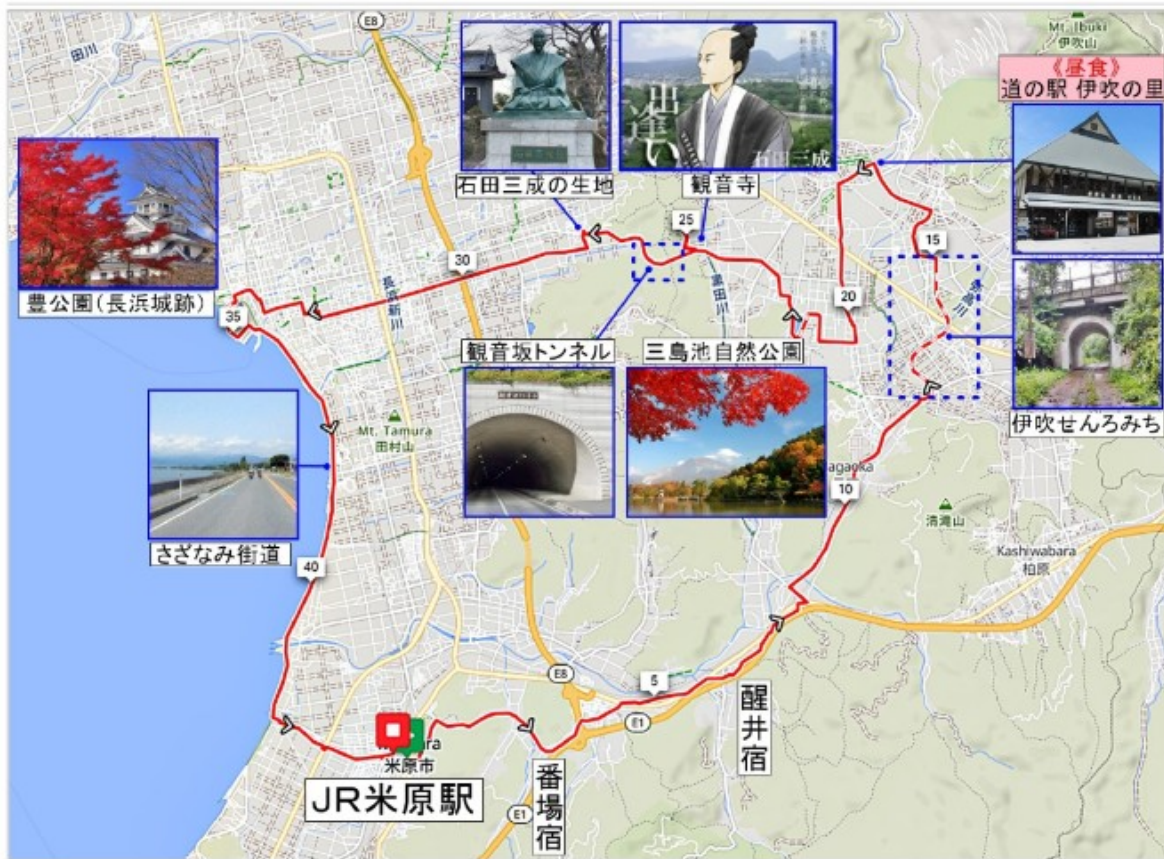 E8
田川
Mt. Ibuki
伊吹山
《昼食》
道の駅 伊吹の里
出逢い
石田三成
石田三成の生地
観音寺
25
15
30
長浜新川
黒田川
20
豊公園(長浜城跡)
35
観音坂トンネル
三島池自然公園
伊吹せんろみち
Mt. Tamura
田村山
agaoka
10
清滝山
Kashiwabara
柏原
さざなみ街道
40
5
E8
E1
醒井宿
米原市
JR米原駅
番場宿
E1